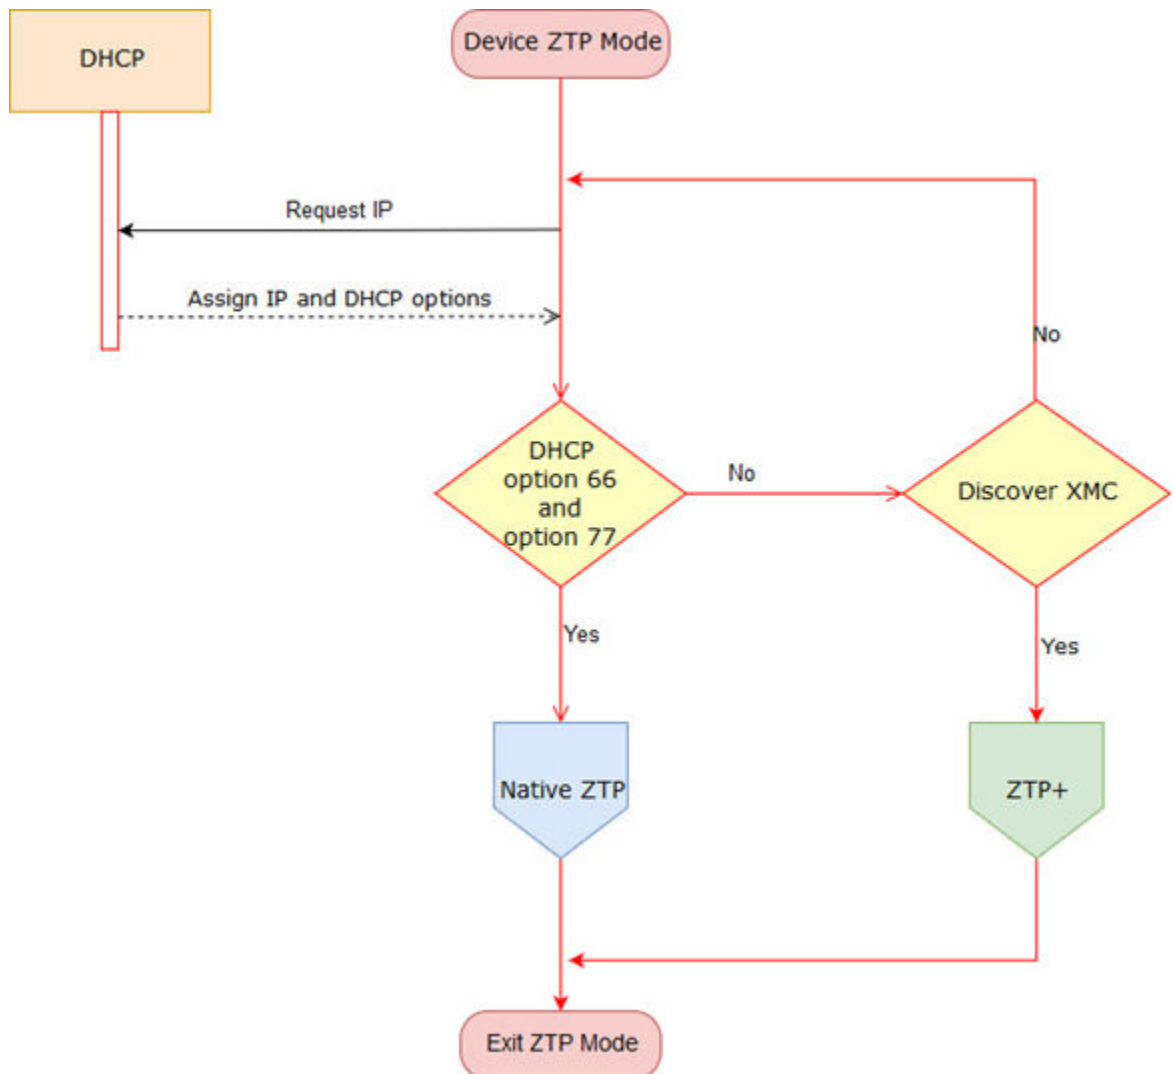 DHCP
Device ZTP Mode
Request IP
Assign IP and DHCP options
No
DHCP
option 66
and
option 77
No
Discover XMC
Yes
Yes
Native ZTP
ZTP+
Exit ZTP Mode